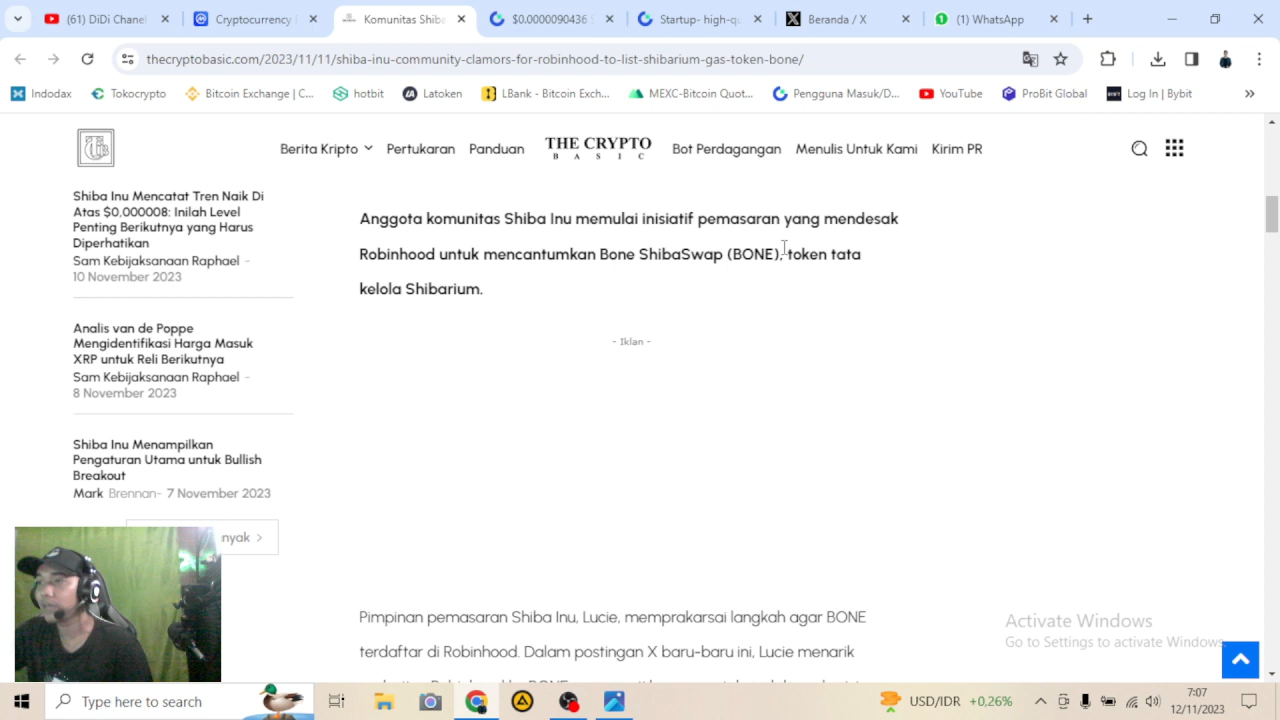 (61) DiDi Chanel
Cryptocurrency
Komunitas Shiba
$0.0000090436
Startup- high-qu
Beranda / X
(1) WhatsApp
thecryptobasic.com/2023/11/11/shiba-inu-community-clamors-for-robinhood-to-list-shibarium-gas-token-bone/
Indodax
Tokocrypto
Bitcoin Exchange | C...
hotbit
Latoken
LBank - Bitcoin Exch...
MEXC-Bitcoin Quot...
Pengguna Masuk/D...
YouTube
ProBit Global
Log In | Bybit
Berita Kripto
Pertukaran
Panduan
THE CRYPTO
BASIC
Bot Perdagangan
Menulis Untuk Kami
Kirim PR
Shiba Inu Mencatat Tren Naik Di
Atas $0,000008: Inilah Level
Penting Berikutnya yang Harus
Diperhatikan
Sam Kebijaksanaan Raphael -
10 November 2023
Analis van de Poppe
Mengidentifikasi Harga Masuk
XRP untuk Reli Berikutnya
Sam Kebijaksanaan Raphael -
8 November 2023
Shiba Inu Menampilkan
Pengaturan Utama untuk Bullish
Breakout
Mark Brennan- 7 November 2023
nyak
Anggota komunitas Shiba Inu memulai inisiatif pemasaran yang mendesak
Robinhood untuk mencantumkan Bone ShibaSwap (BONE), token tata
kelola Shibarium.
- Iklan -
Pimpinan pemasaran Shiba Inu, Lucie, memprakarsai langkah agar BONE
terdaftar di Robinhood. Dalam postingan X baru-baru ini, Lucie menarik
Activate Windows
Go to Settings to activate Windows.
Type here to search
USD/IDR +0,26%
7:07
12/11/2023